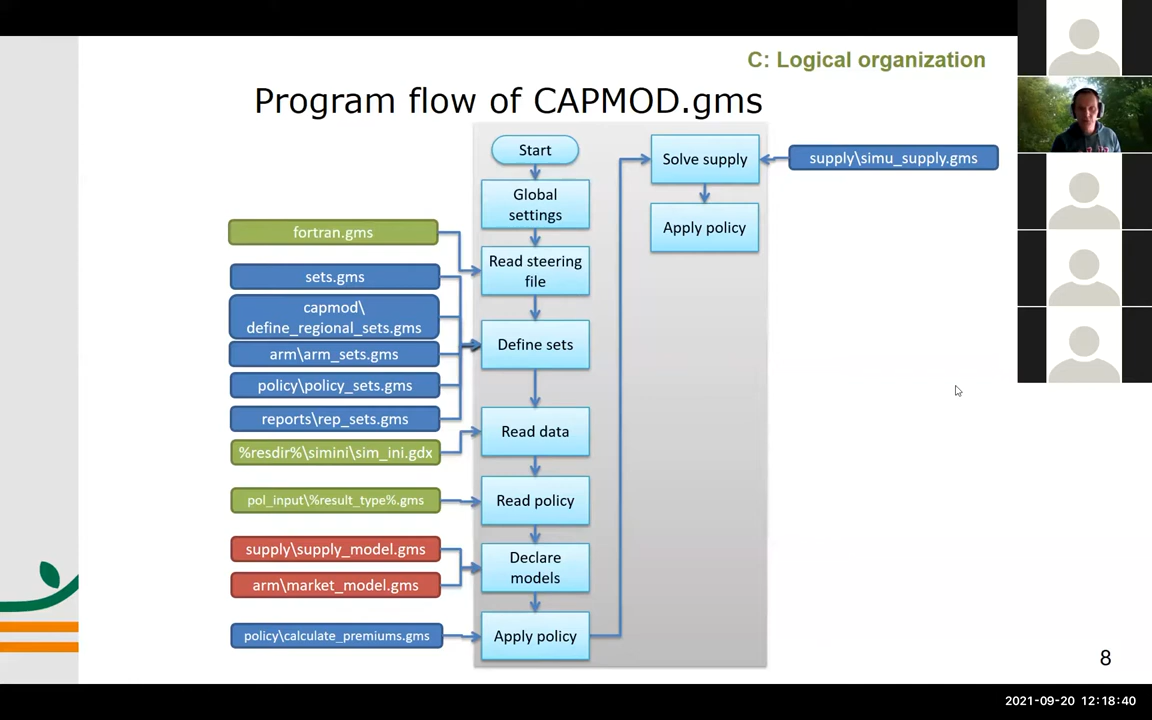 C: Logical organization
Program flow of CAPMOD.gms
Start
Global
settings
Read steering
file
Define sets
Read data
Read policy
Declare
models
Apply policy
Solve supply
Apply policy
fortran.gms
sets.gms
capmod\
define_regional_sets.gms
arm\arm_sets.gms
policy\policy_sets.gms
reports\rep_sets.gms
%resdir%\simini\sim_ini.gdx
pol_input\%result_type%.gms
supply\supply_model.gms
arm\market_model.gms
policy\calculate_premiums.gms
supply\simu_supply.gms
8
2021-09-20 12:18:40